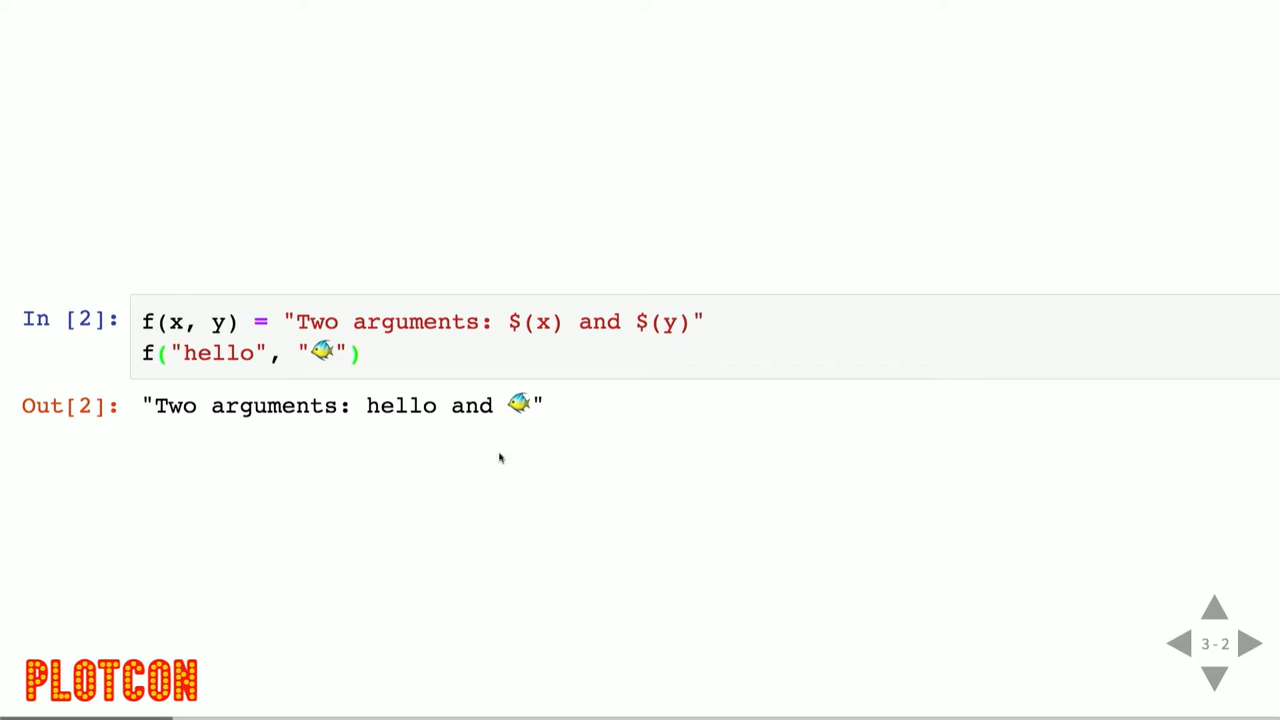 In [2]: f(x, y) = "Two arguments: $(x) and $(y)"
f("hello", "🐠")
Out[2]: "Two arguments: hello and 🐠"
3-2
PLOTCON